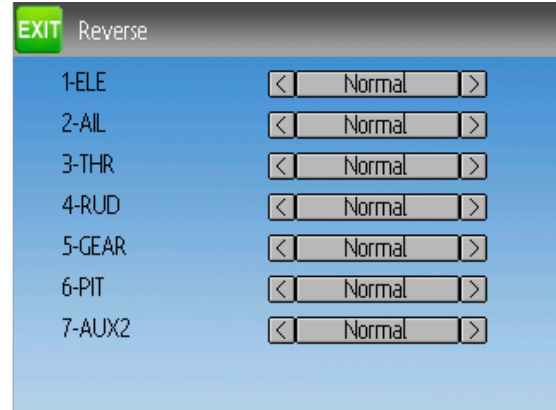 EXIT Reverse
1-ELE < Normal >
2-AIL < Normal >
3-THR < Normal >
4-RUD < Normal >
5-GEAR < Normal >
6-PIT < Normal >
7-AUX2 < Normal >